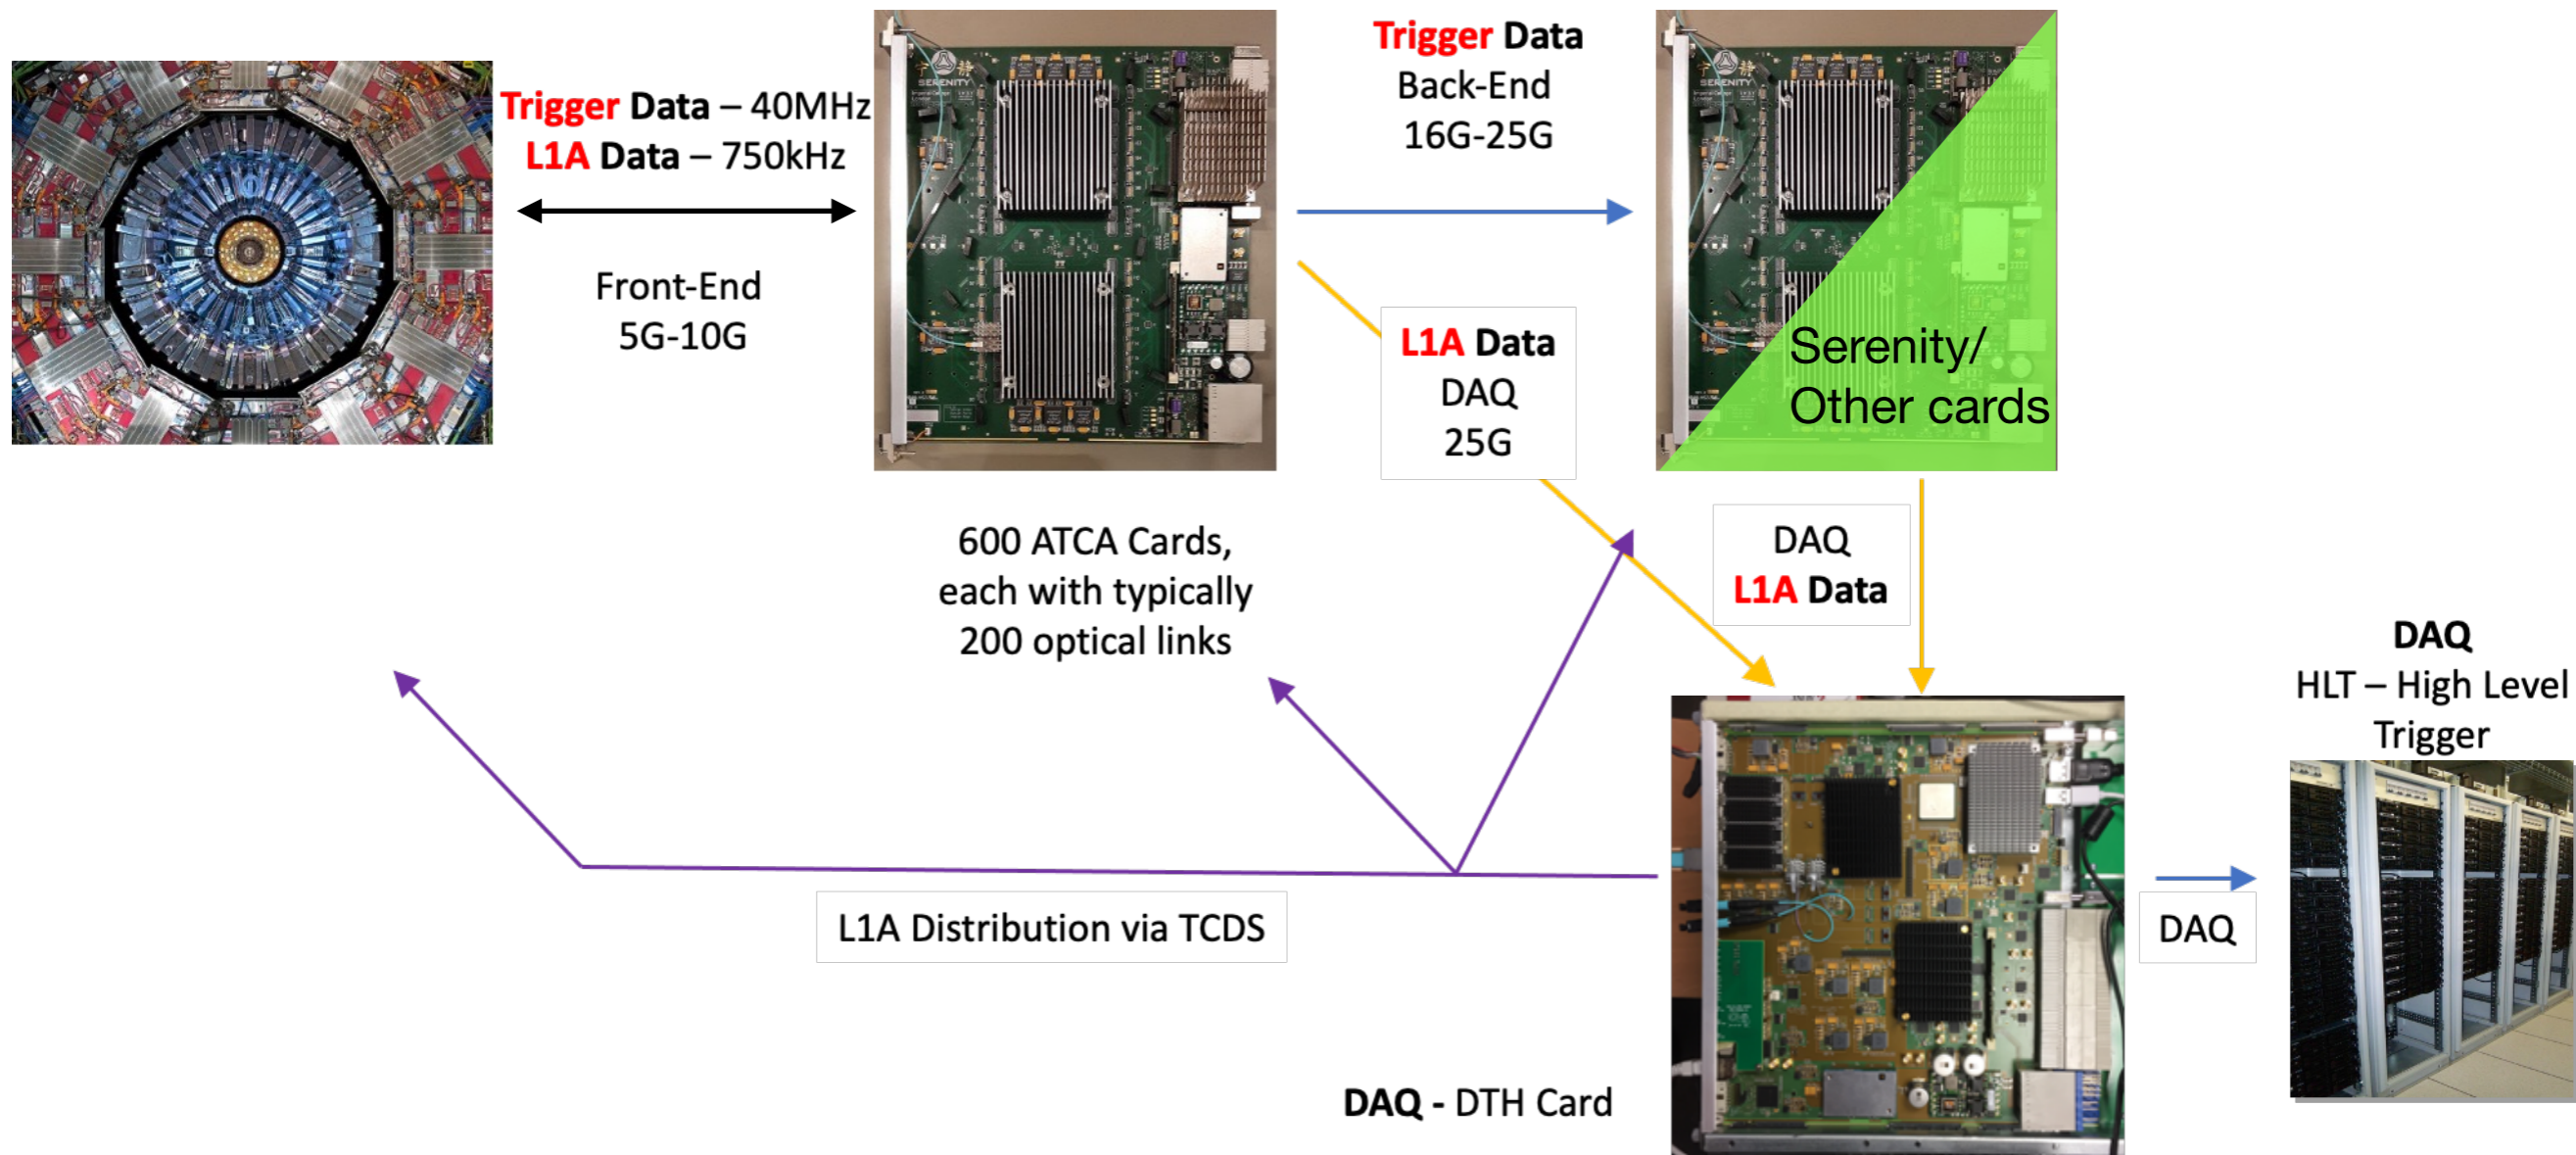 Trigger Data – 40MHz
L1A Data – 750kHz
Front-End
5G-10G
SERENITY
Trigger Data
Back-End
16G-25G
SERENITY
Serenity/
Other cards
L1A Data
DAQ
25G
600 ATCA Cards,
each with typically
200 optical links
DAQ
L1A Data
DAQ
HLT – High Level
Trigger
L1A Distribution via TCDS
DAQ
DAQ - DTH Card